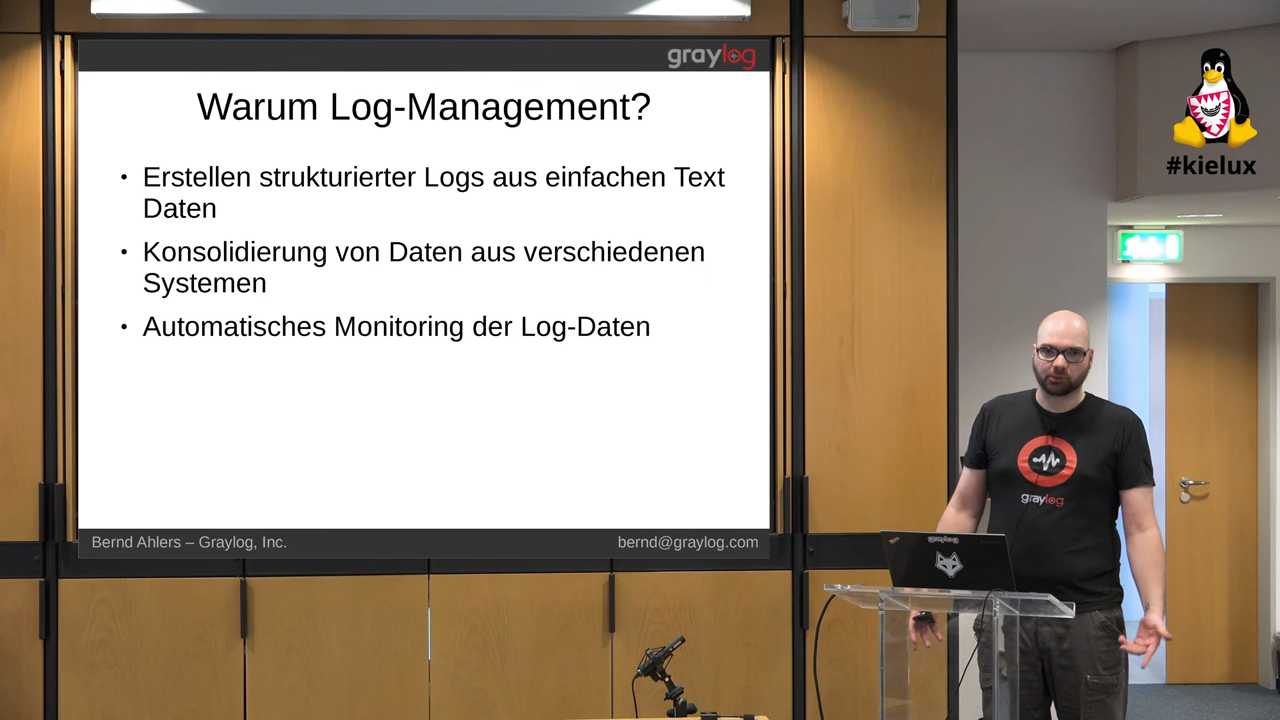 graylog
Warum Log-Management?
• Erstellen strukturierter Logs aus einfachen Text
Daten
• Konsolidierung von Daten aus verschiedenen
Systemen
• Automatisches Monitoring der Log-Daten
Bernd Ahlers – Graylog, Inc.
bernd@graylog.com
#kielux
graylog
graylog